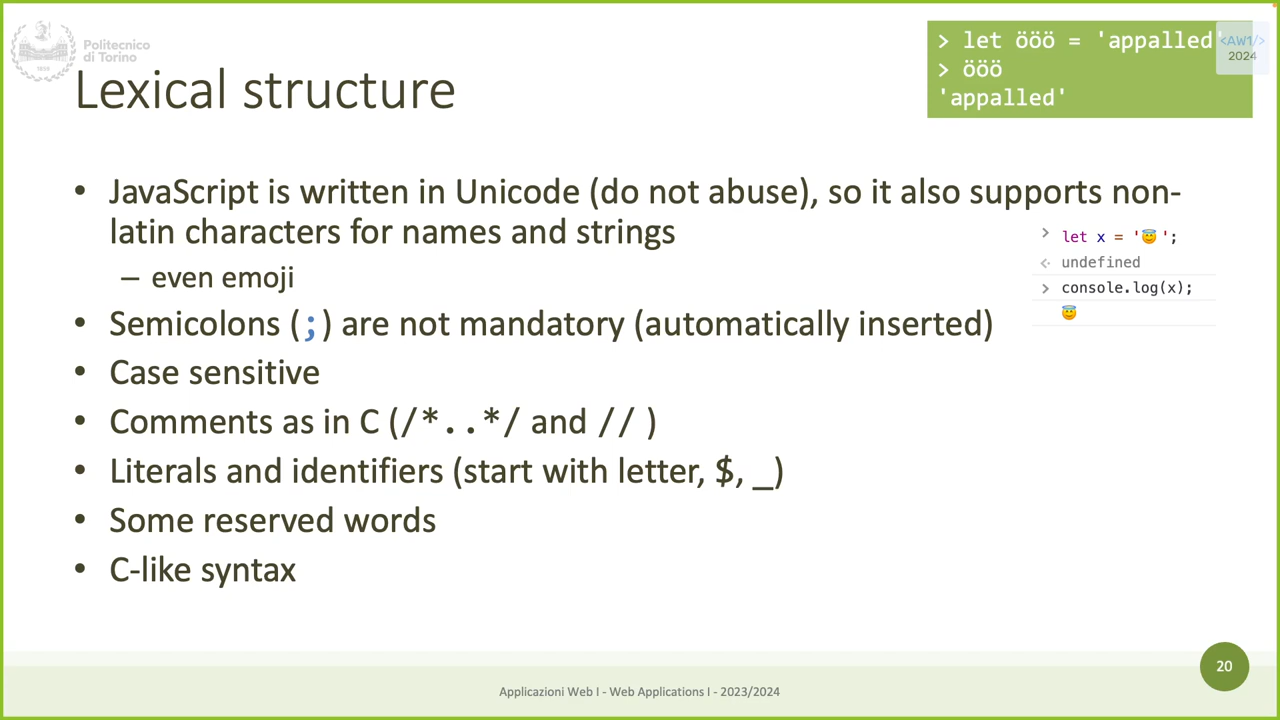 Politecnico
di Torino
1859
> let ööö = 'appalled'
> ööö
'appalled'
<AW1/>
2024
Lexical structure
• JavaScript is written in Unicode (do not abuse), so it also supports non-
latin characters for names and strings
– even emoji
• Semicolons (;) are not mandatory (automatically inserted)
• Case sensitive
• Comments as in C (/*..*/ and // )
• Literals and identifiers (start with letter, $, _)
• Some reserved words
• C-like syntax
> let x = '😇';
<· undefined
> console.log(x);
😇
20
Applicazioni Web I - Web Applications I - 2023/2024